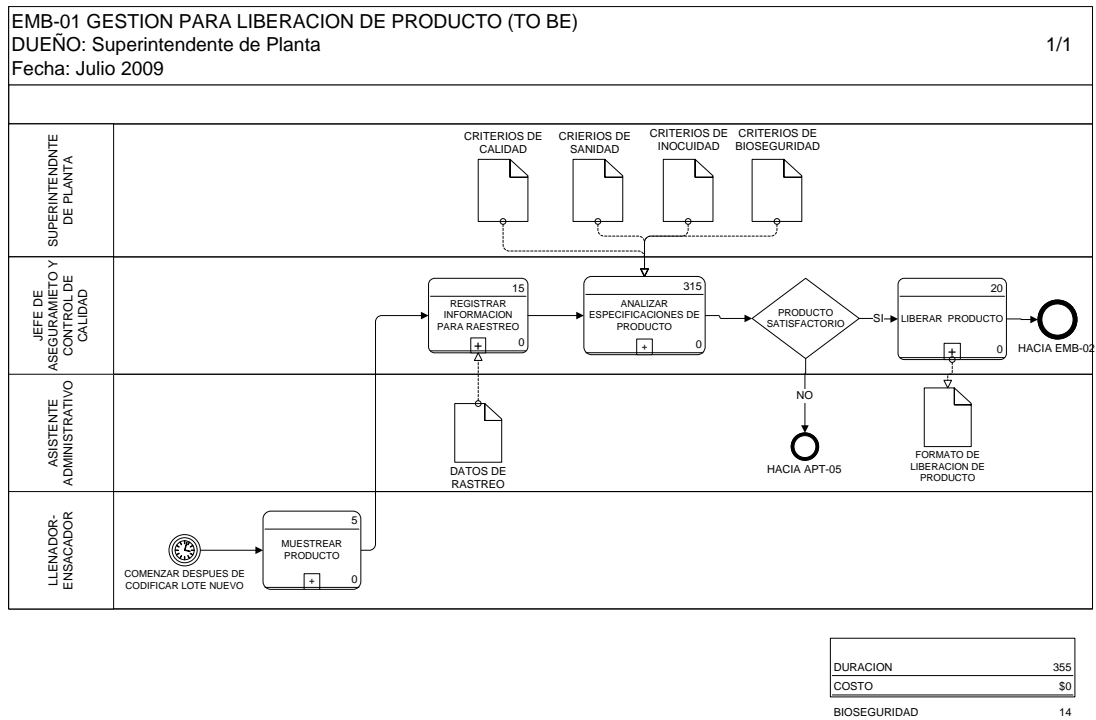 EMB-01 GESTION PARA LIBERACION DE PRODUCTO (TO BE)
DUEÑO: Superintendente de Planta
1/1
Fecha: Julio 2009
SUPERINTENDNTE
DE PLANTA
CRITERIOS DE
CALIDAD
CRIERIOS DE
SANIDAD
CRITERIOS DE
INOCUIDAD
CRITERIOS DE
BIOSEGURIDAD
JEFE DE
ASEGURAMIETO Y
CONTROL DE
CALIDAD
15
REGISTRAR
INFORMACION
PARA RAESTREO
+
0
315
ANALIZAR
ESPECIFICACIONES DE
PRODUCTO
+
0
PRODUCTO
SATISFACTORIO
SI
20
LIBERAR PRODUCTO
+
0
HACIA EMB-02
ASISTENTE
ADMINISTRATIVO
DATOS DE
RASTREO
NO
HACIA APT-05
FORMATO DE
LIBERACION DE
PRODUCTO
LLENADOR-
ENSACADOR
COMENZAR DESPUES DE
CODIFICAR LOTE NUEVO
5
MUESTREAR
PRODUCTO
+
0
DURACION 355
COSTO $0
BIOSEGURIDAD 14